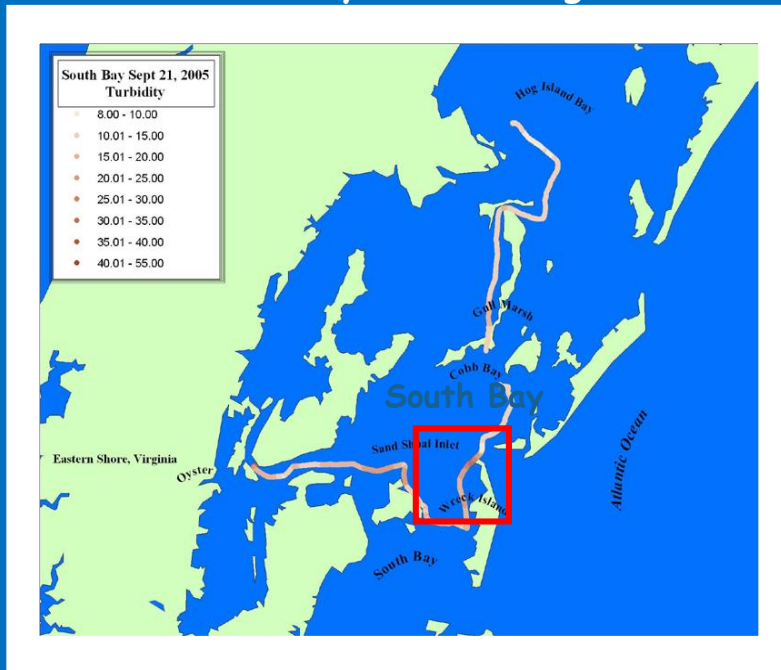 South Bay Sept 21, 2005
Turbidity
8.00 - 10.00
10.01 - 15.00
15.01 - 20.00
20.01 - 25.00
25.01 - 30.00
30.01 - 35.00
35.01 - 40.00
40.01 - 55.00
Hog Island Bay
Gull Marsh
Cobb Bay
South Bay
Sand Shoal Inlet
Eastern Shore, Virginia
Oyster
Wreck Island
Atlantic Ocean
South Bay